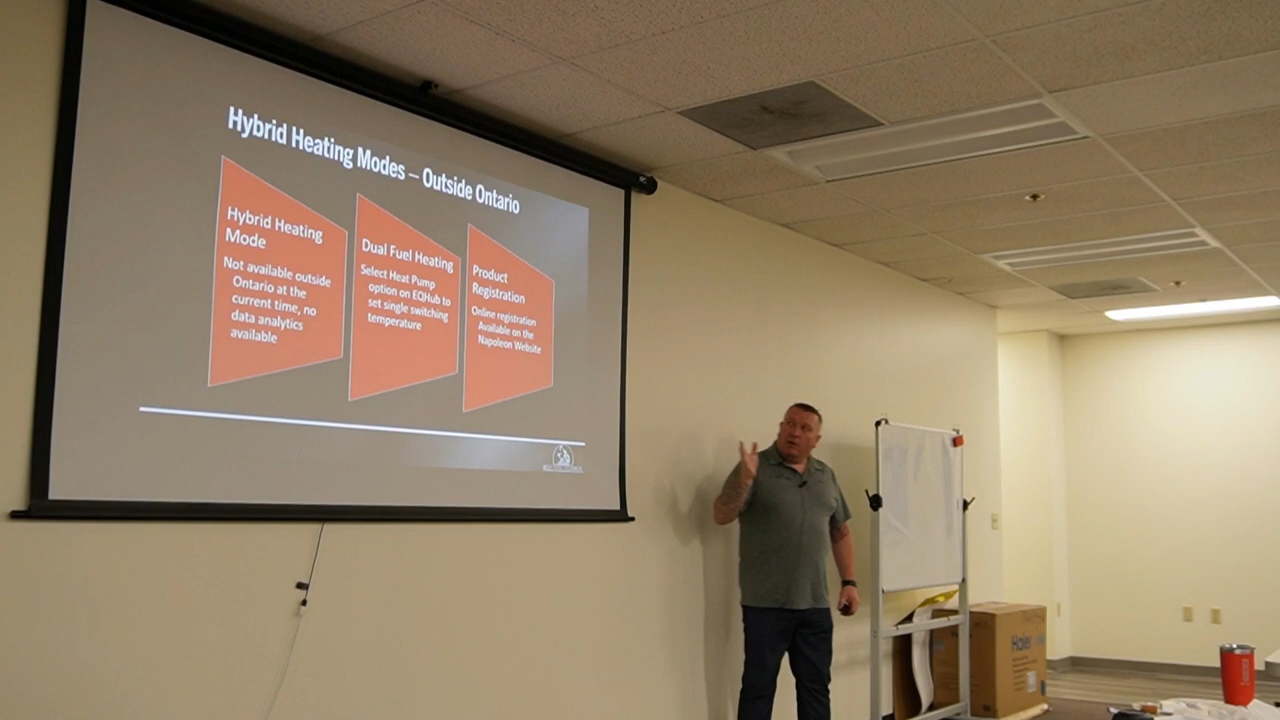 Hybrid Heating Modes – Outside Ontario
Hybrid Heating
Mode
Not available outside
Ontario at the
current time, no
data analytics
available
Dual Fuel Heating
Select Heat Pump
option on EQHub to
set single switching
temperature
Product
Registration
Online registration
Available on the
Napoleon Website
Haier